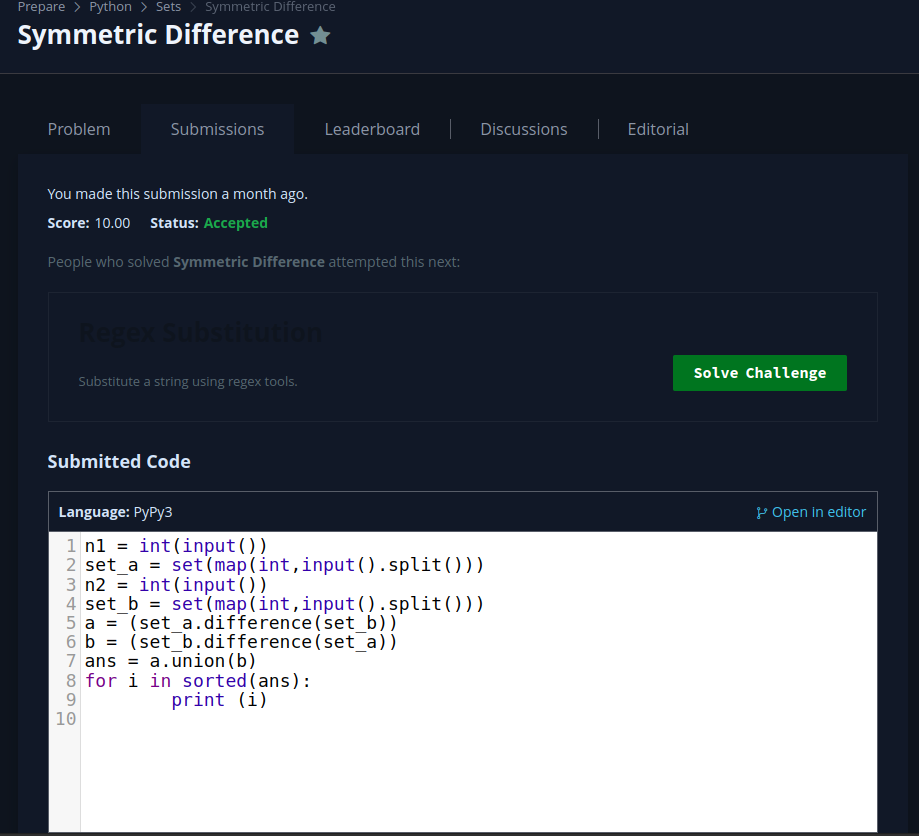 Prepare > Python > Sets > Symmetric Difference
Symmetric Difference
Problem Submissions Leaderboard Discussions Editorial
You made this submission a month ago.
Score: 10.00 Status: Accepted
People who solved Symmetric Difference attempted this next:
Regex Substitution
Substitute a string using regex tools.
Solve Challenge
Submitted Code
Language: PyPy3 Open in editor
1 n1 = int(input())
2 set_a = set(map(int,input().split()))
3 n2 = int(input())
4 set_b = set(map(int,input().split()))
5 a = (set_a.difference(set_b))
6 b = (set_b.difference(set_a))
7 ans = a.union(b)
8 for i in sorted(ans):
9         print (i)
10